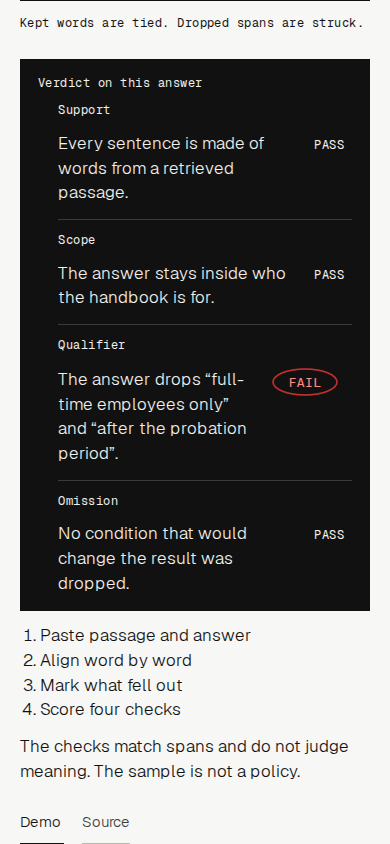 Kept words are tied. Dropped spans are struck.
Verdict on this answer
Support
Every sentence is made of
words from a retrieved
passage.
PASS
Scope
The answer stays inside who
the handbook is for.
PASS
Qualifier
The answer drops “full-
time employees only”
and “after the probation
period”.
FAIL
Omission
No condition that would
change the result was
dropped.
PASS
1. Paste passage and answer
2. Align word by word
3. Mark what fell out
4. Score four checks
The checks match spans and do not judge
meaning. The sample is not a policy.
Demo Source